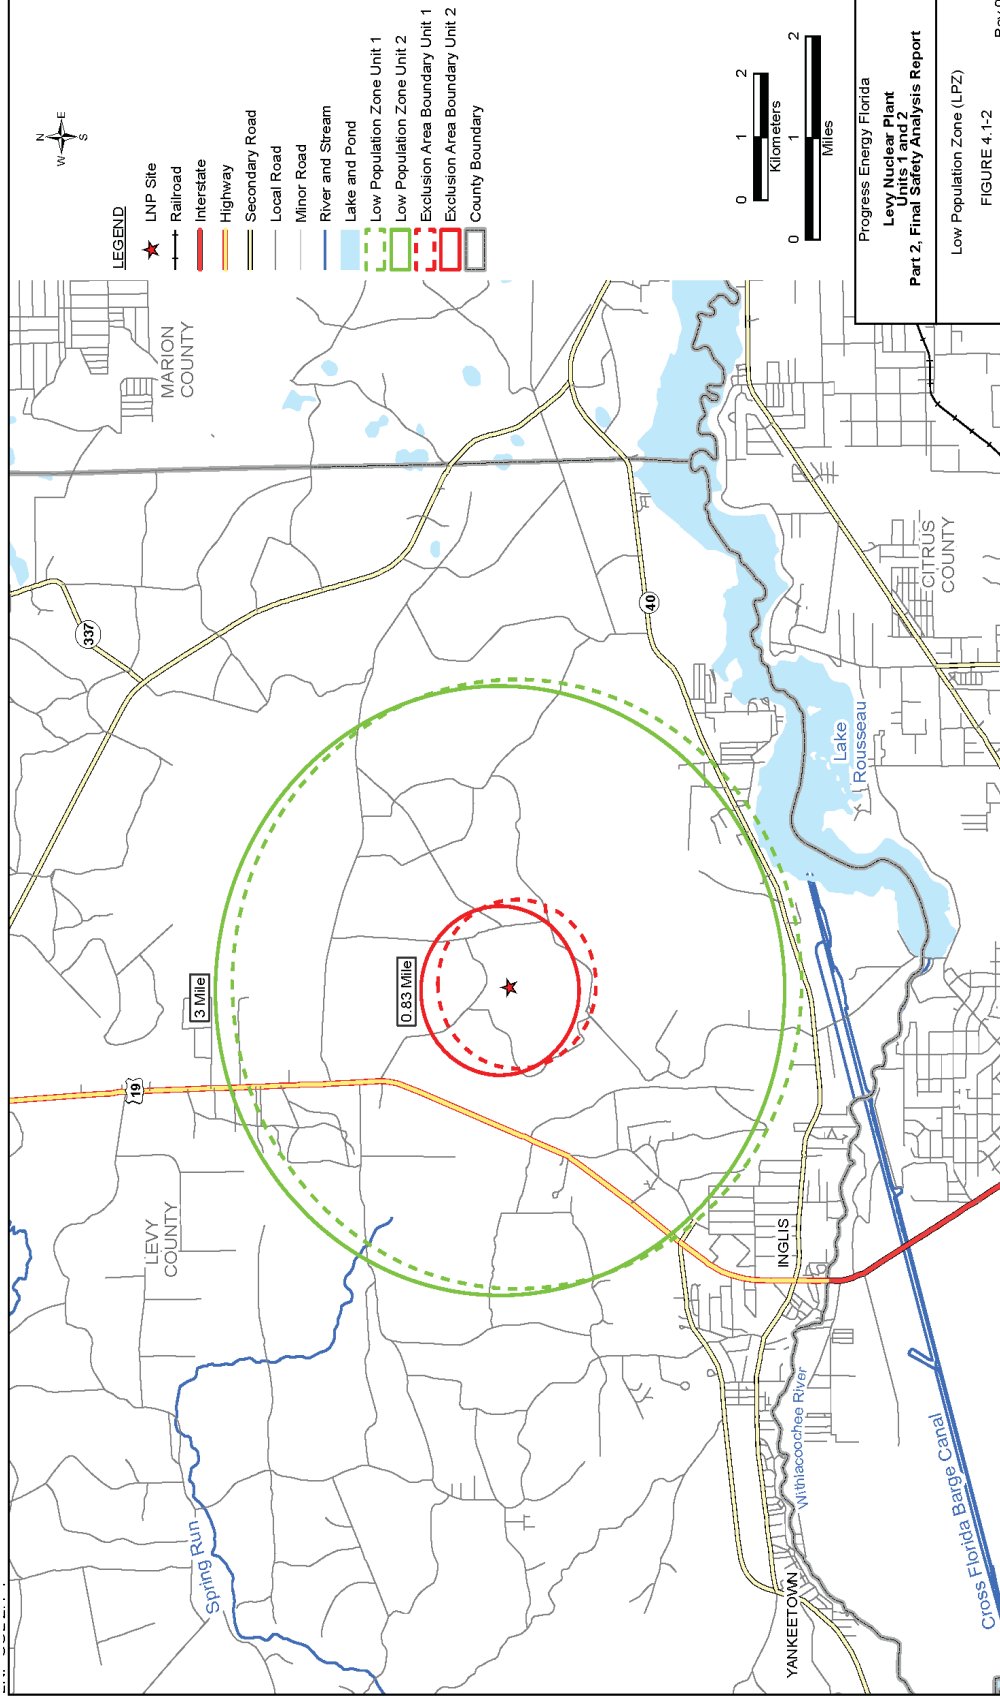 MARION
COUNTY
337
40
CITRUS
COUNTY
Lake
Rousseau
3 Mile
0.83 Mile
19
LEVY
COUNTY
INGLIS
Spring Run
Withlacoochee River
YANKEETOWN
Cross Florida Barge Canal
N
W E
S
LEGEND
LNP Site
Railroad
Interstate
Highway
Secondary Road
Local Road
Minor Road
River and Stream
Lake and Pond
Low Population Zone Unit 1
Low Population Zone Unit 2
Exclusion Area Boundary Unit 1
Exclusion Area Boundary Unit 2
County Boundary
0 1 2
Kilometers
0 1 2
Miles
Progress Energy Florida
Levy Nuclear Plant
Units 1 and 2
Part 2, Final Safety Analysis Report
Low Population Zone (LPZ)
FIGURE 4.1-2